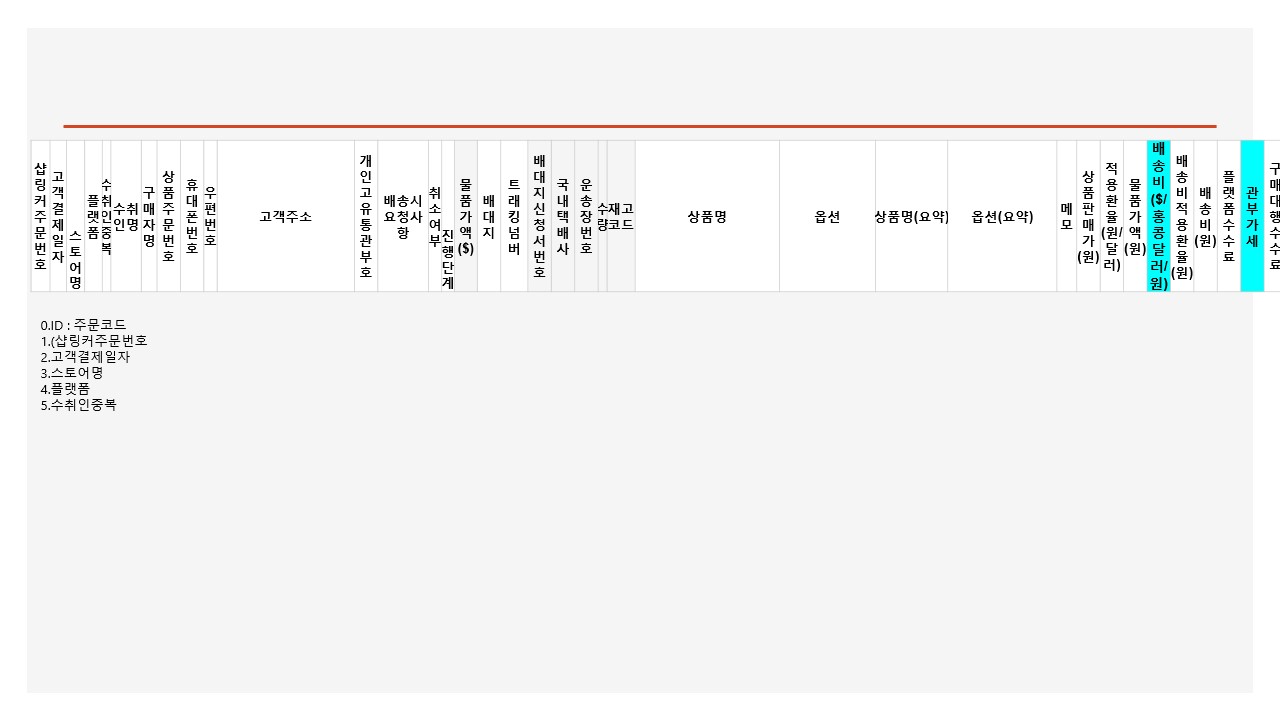 샵링커주문번호
고객결제일자
스토어명
플랫폼
수취인중복
수취인명
구매자명
상품주문번호
휴대폰번호
우편번호
고객주소
개인고유통관부호
배송시
요청사
항
취소여부
진행단계
물품가액($)
배대지
트래킹넘버
배대지신청서번호
국내택배사
운송장번호
수량
재고
코드
상품명
옵션
상품명(요약)
옵션(요약)
메모
상품판매가(원)
적용환율(원/달러)
물품가액(원)
배송비($/홍콩달러/원)
배송비적용환율(원)
배송비(원)
플랫폼수수료
관부가세
구매대행수수료
0.ID : 주문코드
1.(샵링커주문번호
2.고객결제일자
3.스토어명
4.플랫폼
5.수취인중복